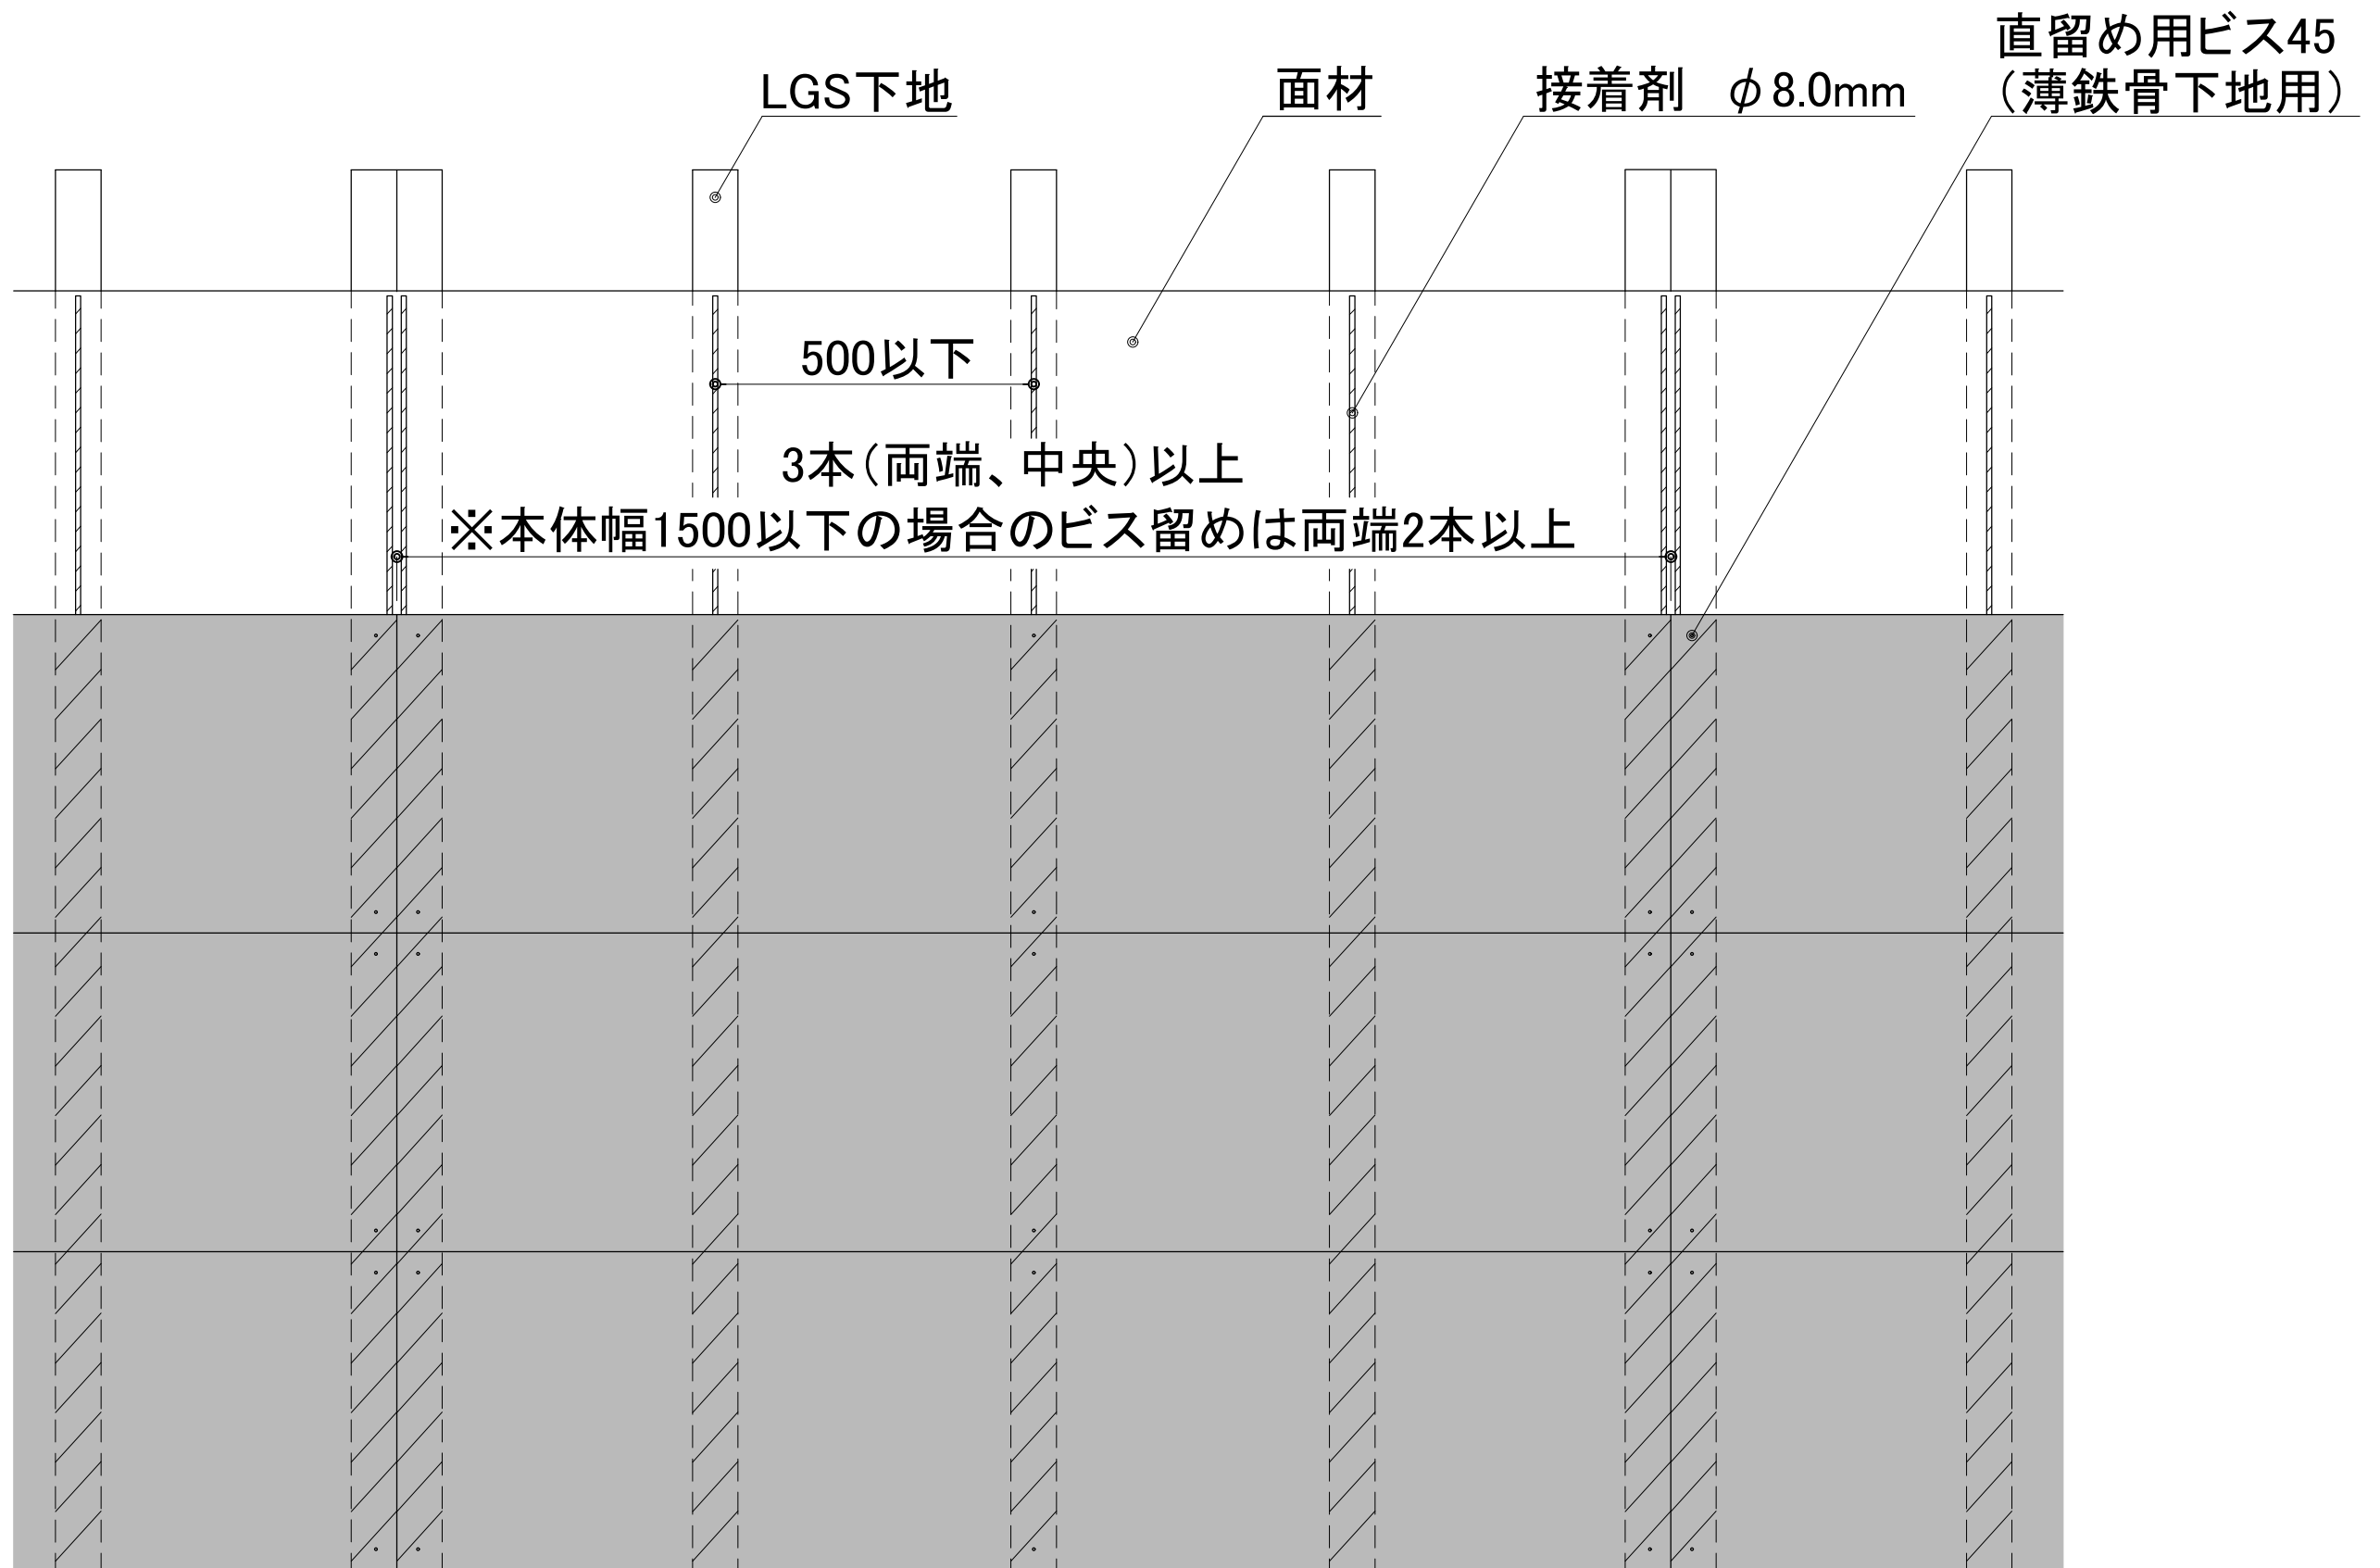 直留め用ビス45
(薄鉄骨下地用)
LGS下地
面材
接着剤 φ8.0mm
500以下
3本(両端、中央)以上
※本体幅1500以下の場合のビス留めは両端2本以上